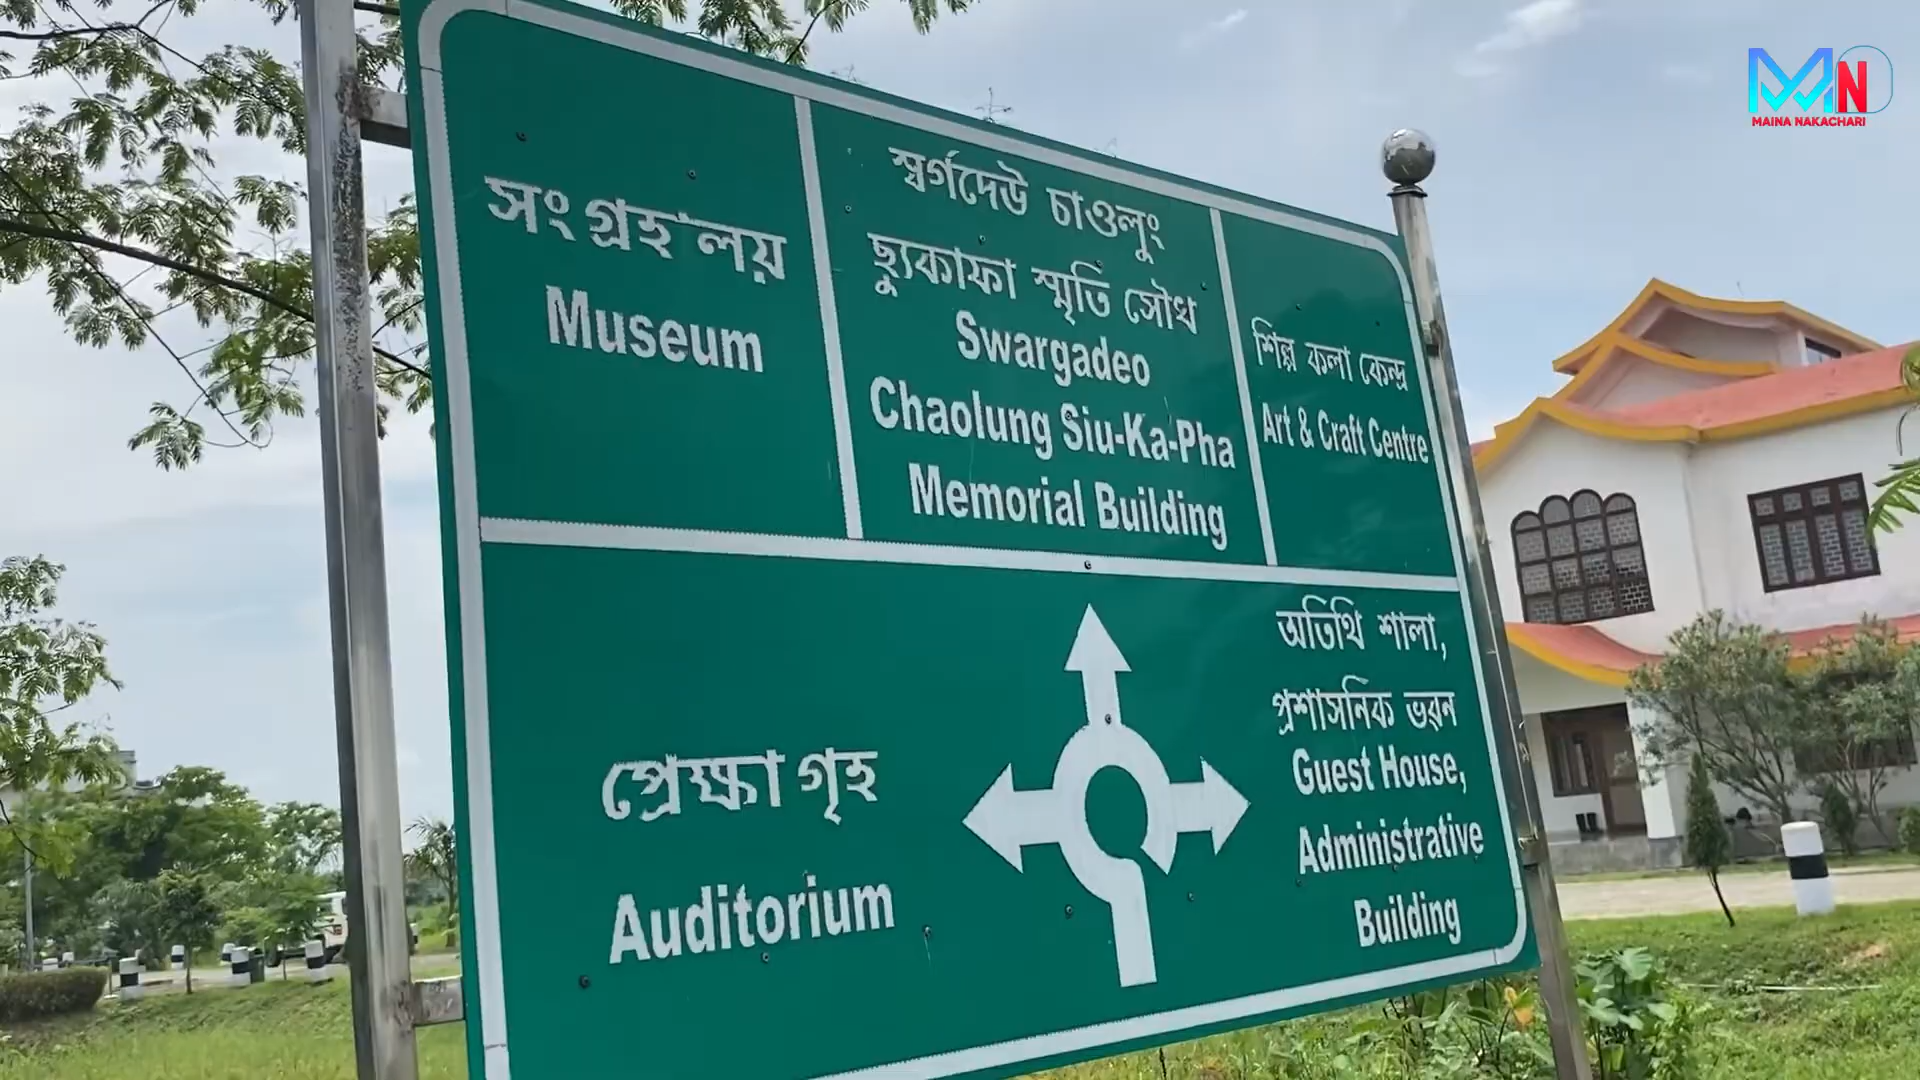 সংগ্ৰহালয়
Museum
স্বৰ্গদেউ চাওলুং
ছ্যুকাফা স্মৃতি সৌধ
Swargadeo
Chaolung Siu-Ka-Pha
Memorial Building
শিল্প কলা কেন্দ্ৰ
Art & Craft Centre
প্ৰেক্ষাগৃহ
Auditorium
অতিথি শালা,
প্ৰশাসনিক ভৱন
Guest House,
Administrative
Building
MN
MAINA NAKACHARI